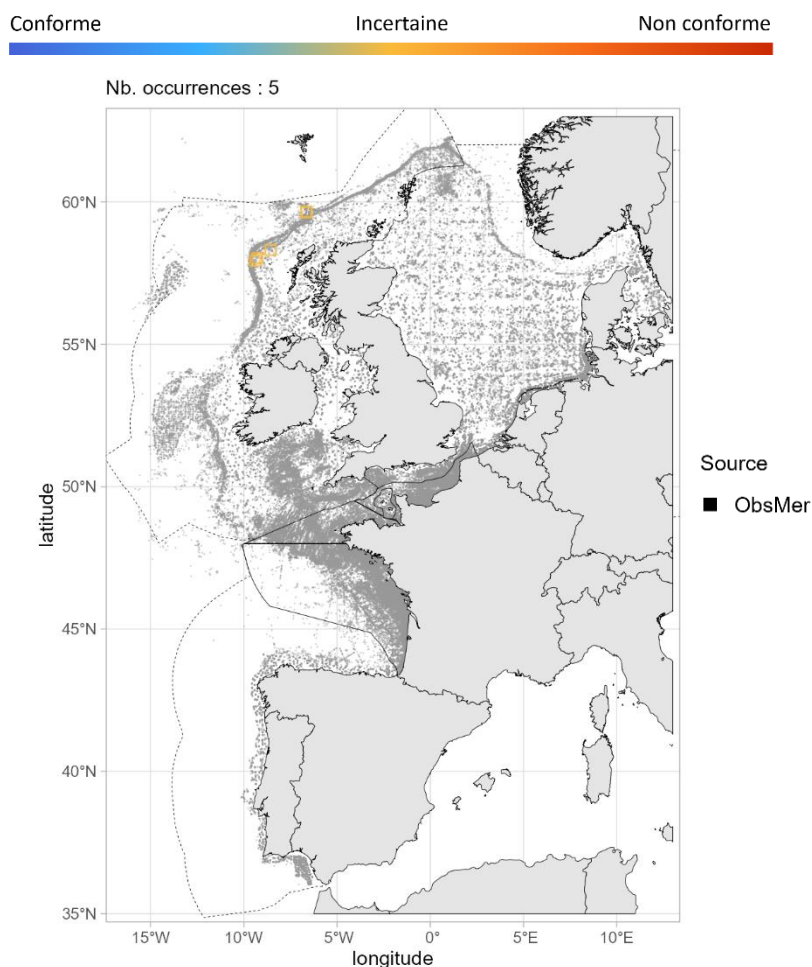 Conforme Incertaine Non conforme
Nb. occurrences : 5
60°N
55°N
50°N
45°N
40°N
35°N
latitude
15°W 10°W 5°W 0° 5°E 10°E
longitude
Source
ObsMer